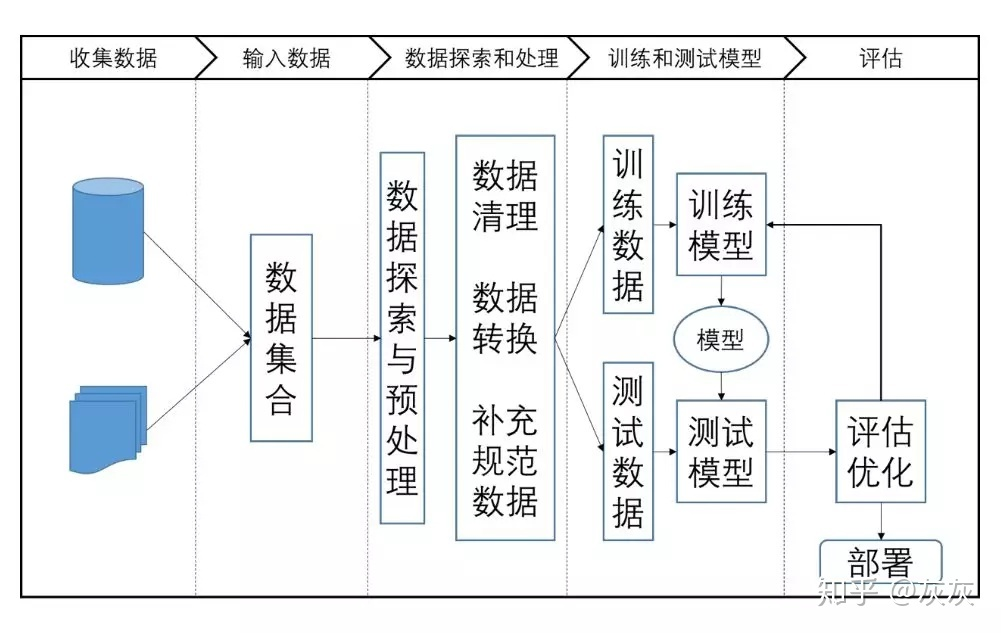 收集数据
输入数据
数据探索和处理
训练和测试模型
评估
数据集合
数据探索与预处理
数据
清理
数据
转换
补充
规范
数据
训练数据
训练
模型
模型
测试数据
测试
模型
评估
优化
部署
知乎 @灰灰